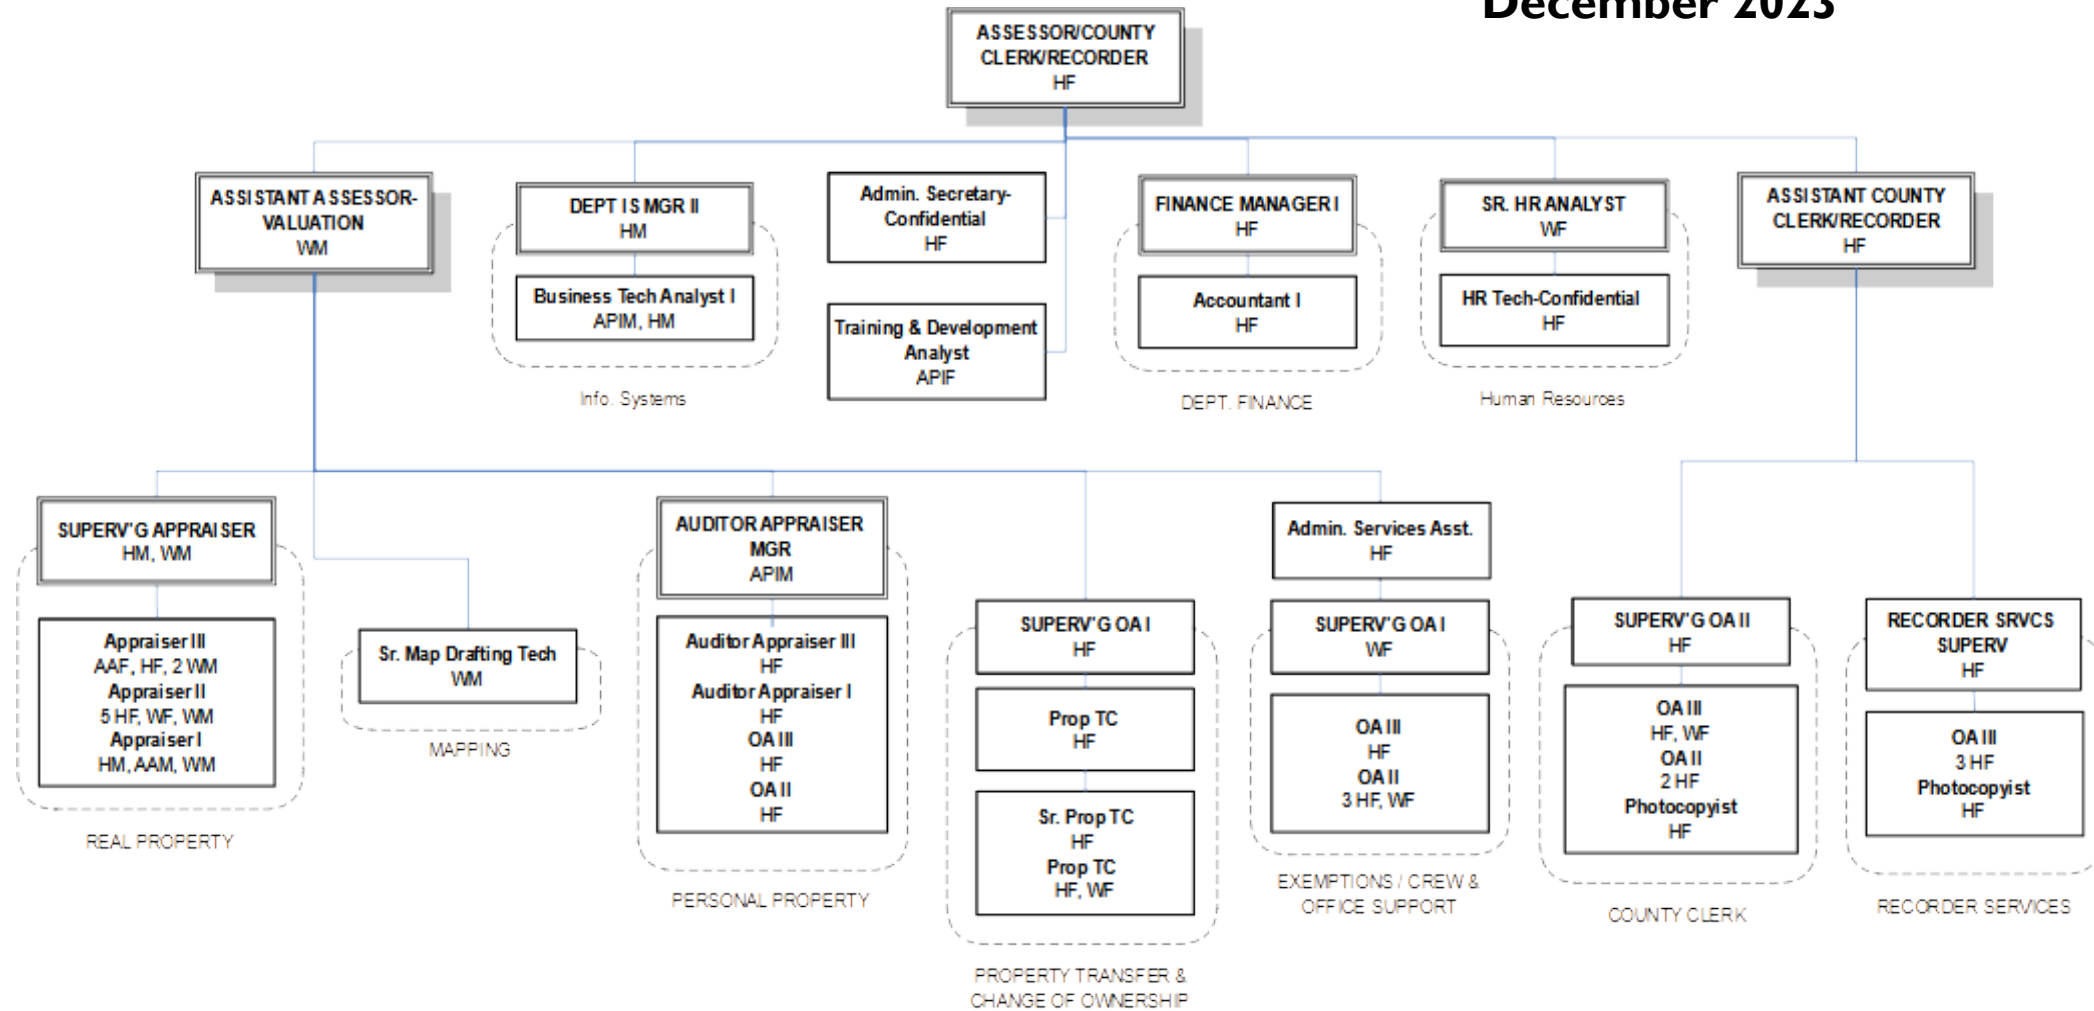 December 2023
ASSESSOR/COUNTY
CLERK/RECORDER
HF
ASSISTANT ASSESSOR-
VALUATION
WM
DEPT IS MGR II
HM
Business Tech Analyst I
APIM, HM
Info. Systems
Admin. Secretary-
Confidential
HF
Training & Development
Analyst
APIF
FINANCE MANAGER I
HF
Accountant I
HF
DEPT. FINANCE
SR. HR ANALYST
WF
HR Tech-Confidential
HF
Human Resources
ASSISTANT COUNTY
CLERK/RECORDER
HF
SUPERV'G APPRAISER
HM, WM
Appraiser III
AAF, HF, 2 WM
Appraiser II
5 HF, WF, WM
Appraiser I
HM, AAM, WM
REAL PROPERTY
Sr. Map Drafting Tech
WM
MAPPING
AUDITOR APPRAISER
MGR
APIM
Auditor Appraiser III
HF
Auditor Appraiser I
HF
OA III
HF
OA II
HF
PERSONAL PROPERTY
SUPERV'G OA I
HF
Prop TC
HF
Sr. Prop TC
HF
Prop TC
HF, WF
PROPERTY TRANSFER &
CHANGE OF OWNERSHIP
Admin. Services Asst.
HF
SUPERV'G OA I
WF
OA III
HF
OA II
3 HF, WF
EXEMPTIONS / CREW &
OFFICE SUPPORT
SUPERV'G OA II
HF
OA III
HF, WF
OA II
2 HF
Photocopyist
HF
COUNTY CLERK
RECORDER SRVCS
SUPERV
HF
OA III
3 HF
Photocopyist
HF
RECORDER SERVICES